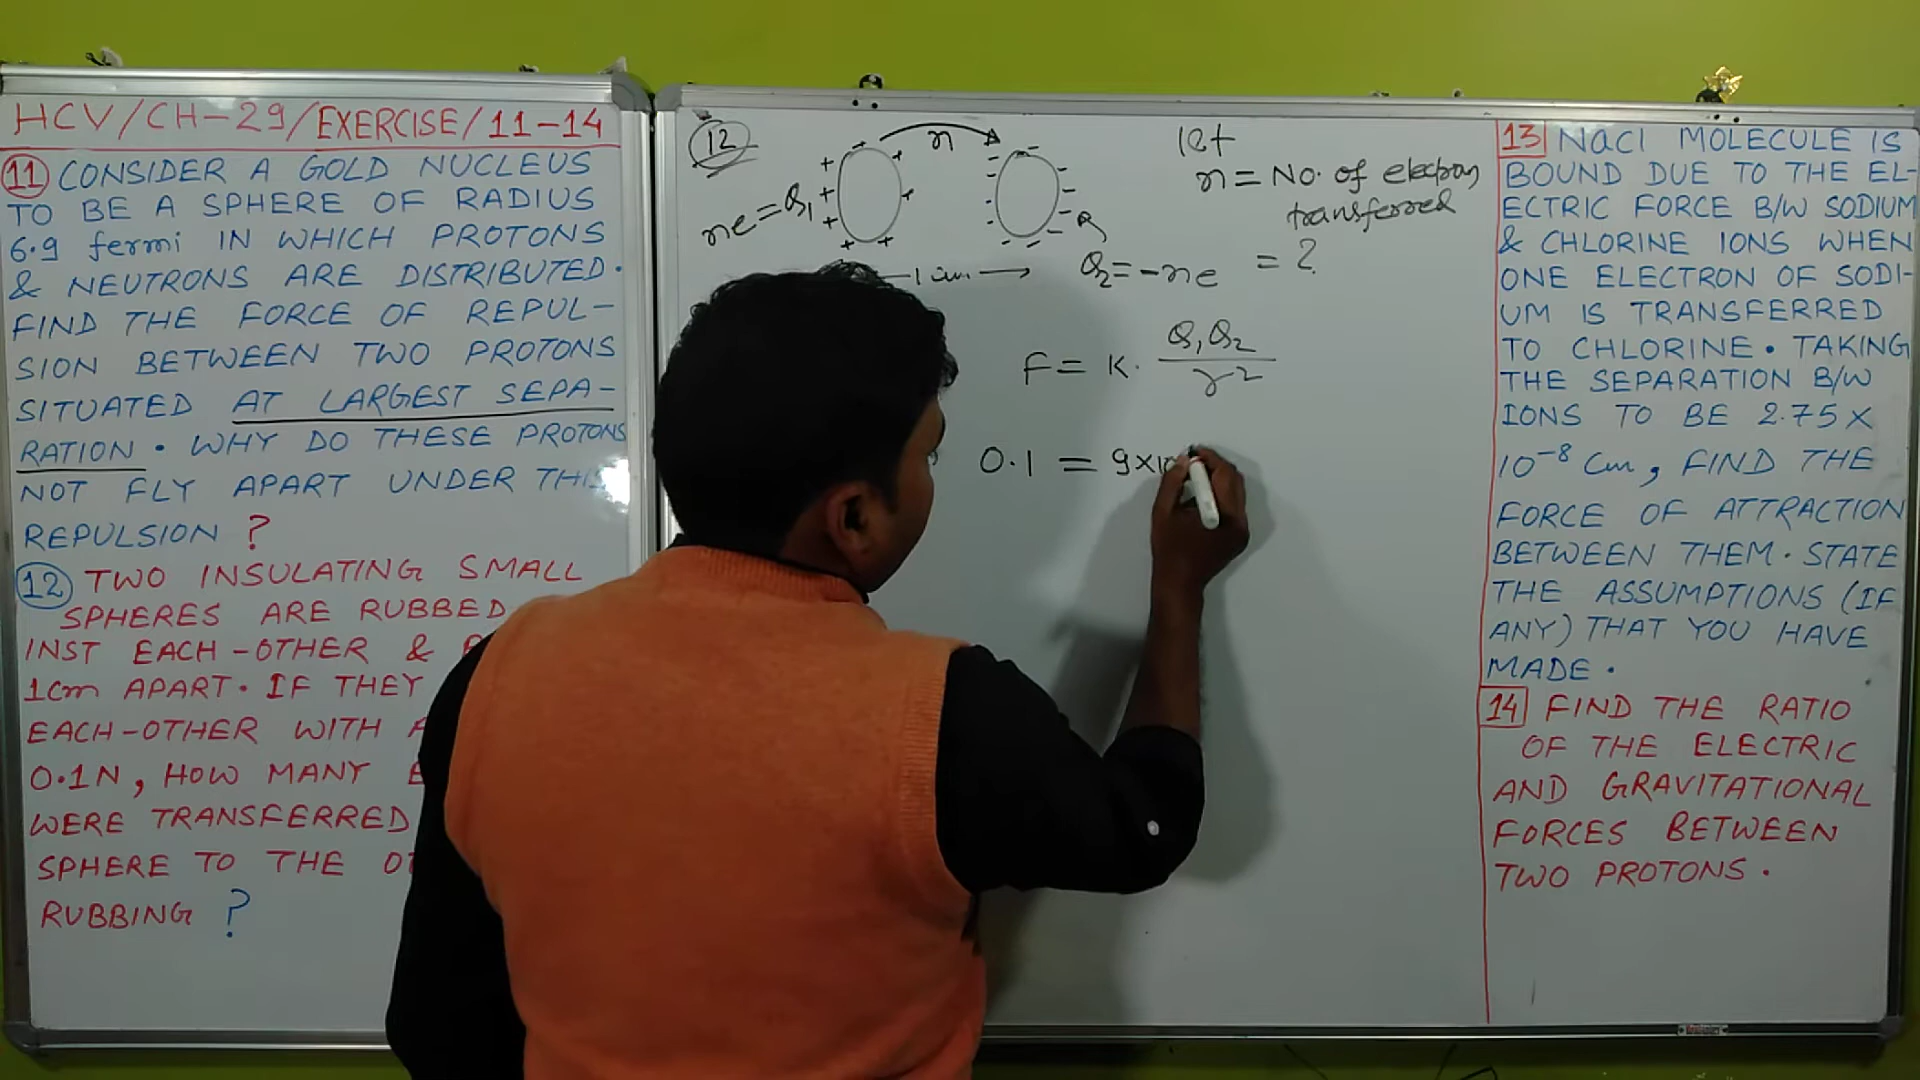 HCV/CH-29/EXERCISE/11-14
11 CONSIDER A GOLD NUCLEUS
TO BE A SPHERE OF RADIUS
6.9 fermi IN WHICH PROTONS
& NEUTRONS ARE DISTRIBUTED.
FIND THE FORCE OF REPUL-
SION BETWEEN TWO PROTONS
SITUATED AT LARGEST SEPA-
RATION. WHY DO THESE PROTONS
NOT FLY APART UNDER THIS
REPULSION ?
12 TWO INSULATING SMALL
SPHERES ARE RUBBED
INST EACH-OTHER &
1cm APART. IF THEY
EACH-OTHER WITH A
0.1N, HOW MANY
WERE TRANSFERRED
SPHERE TO THE
RUBBING ?
12
n
ne = Q1
1 cm
Q2 = -ne
let
n = No. of electron
transferred
= ?
F = K. Q1Q2 / r2
0.1 = 9×10
13 NaCl MOLECULE IS
BOUND DUE TO THE EL-
ECTRIC FORCE B/W SODIUM
& CHLORINE IONS WHEN
ONE ELECTRON OF SODI-
UM IS TRANSFERRED
TO CHLORINE. TAKING
THE SEPARATION B/W
IONS TO BE 2.75×
10⁻⁸ cm, FIND THE
FORCE OF ATTRACTION
BETWEEN THEM. STATE
THE ASSUMPTIONS (IF
ANY) THAT YOU HAVE
MADE.
14 FIND THE RATIO
OF THE ELECTRIC
AND GRAVITATIONAL
FORCES BETWEEN
TWO PROTONS.